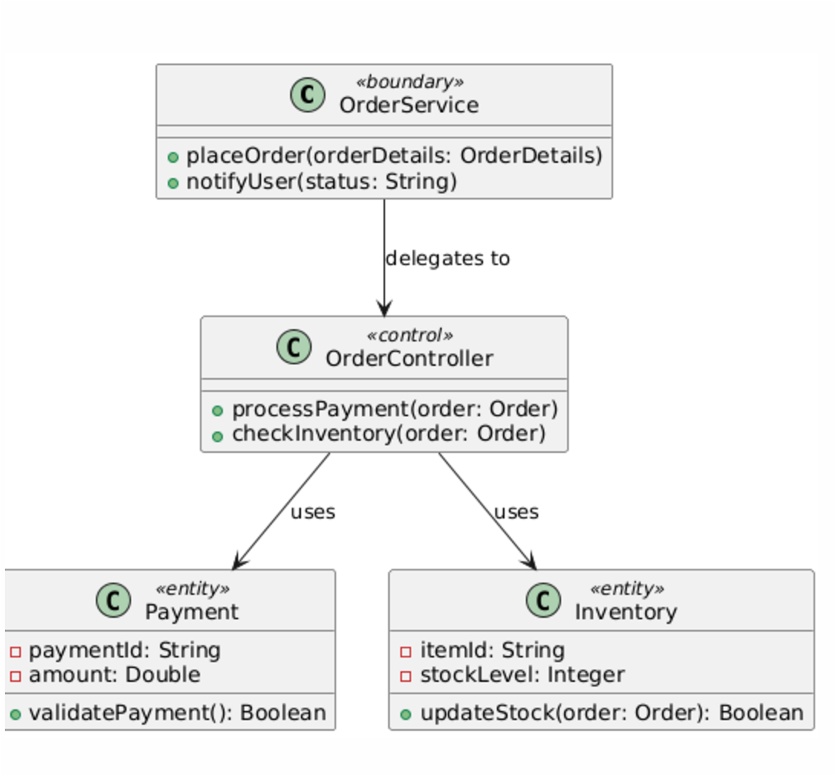 «boundary»
C OrderService
placeOrder(orderDetails: OrderDetails)
notifyUser(status: String)
delegates to
«control»
C OrderController
processPayment(order: Order)
checkInventory(order: Order)
uses
uses
«entity»
C Payment
paymentId: String
amount: Double
validatePayment(): Boolean
«entity»
C Inventory
itemId: String
stockLevel: Integer
updateStock(order: Order): Boolean